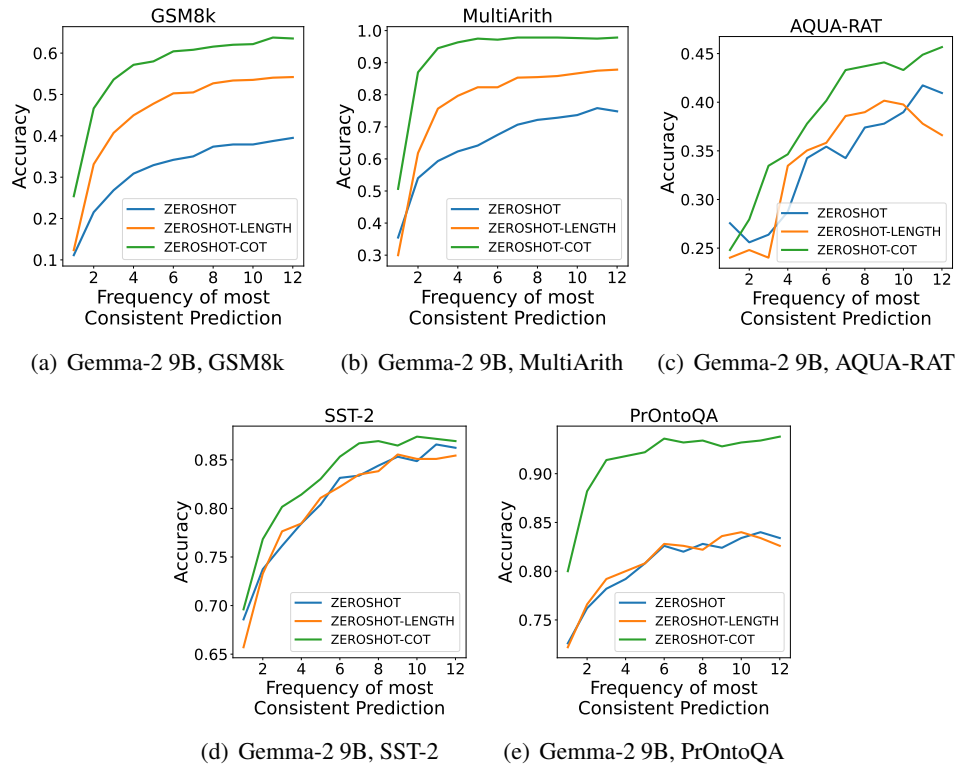 GSM8k
0.6
0.5
0.4
0.3
0.2
0.1
Accuracy
ZEROSHOT
ZEROSHOT-LENGTH
ZEROSHOT-COT
2 4 6 8 10 12
Frequency of most
Consistent Prediction
(a) Gemma-2 9B, GSM8k
MultiArith
1.0
0.9
0.8
0.7
0.6
0.5
0.4
0.3
Accuracy
ZEROSHOT
ZEROSHOT-LENGTH
ZEROSHOT-COT
2 4 6 8 10 12
Frequency of most
Consistent Prediction
(b) Gemma-2 9B, MultiArith
AQUA-RAT
0.45
0.40
0.35
0.30
0.25
Accuracy
ZEROSHOT
ZEROSHOT-LENGTH
ZEROSHOT-COT
2 4 6 8 10 12
Frequency of most
Consistent Prediction
(c) Gemma-2 9B, AQUA-RAT
SST-2
0.85
0.80
0.75
0.70
0.65
Accuracy
ZEROSHOT
ZEROSHOT-LENGTH
ZEROSHOT-COT
2 4 6 8 10 12
Frequency of most
Consistent Prediction
(d) Gemma-2 9B, SST-2
PrOntoQA
0.90
0.85
0.80
0.75
Accuracy
ZEROSHOT
ZEROSHOT-LENGTH
ZEROSHOT-COT
2 4 6 8 10 12
Frequency of most
Consistent Prediction
(e) Gemma-2 9B, PrOntoQA